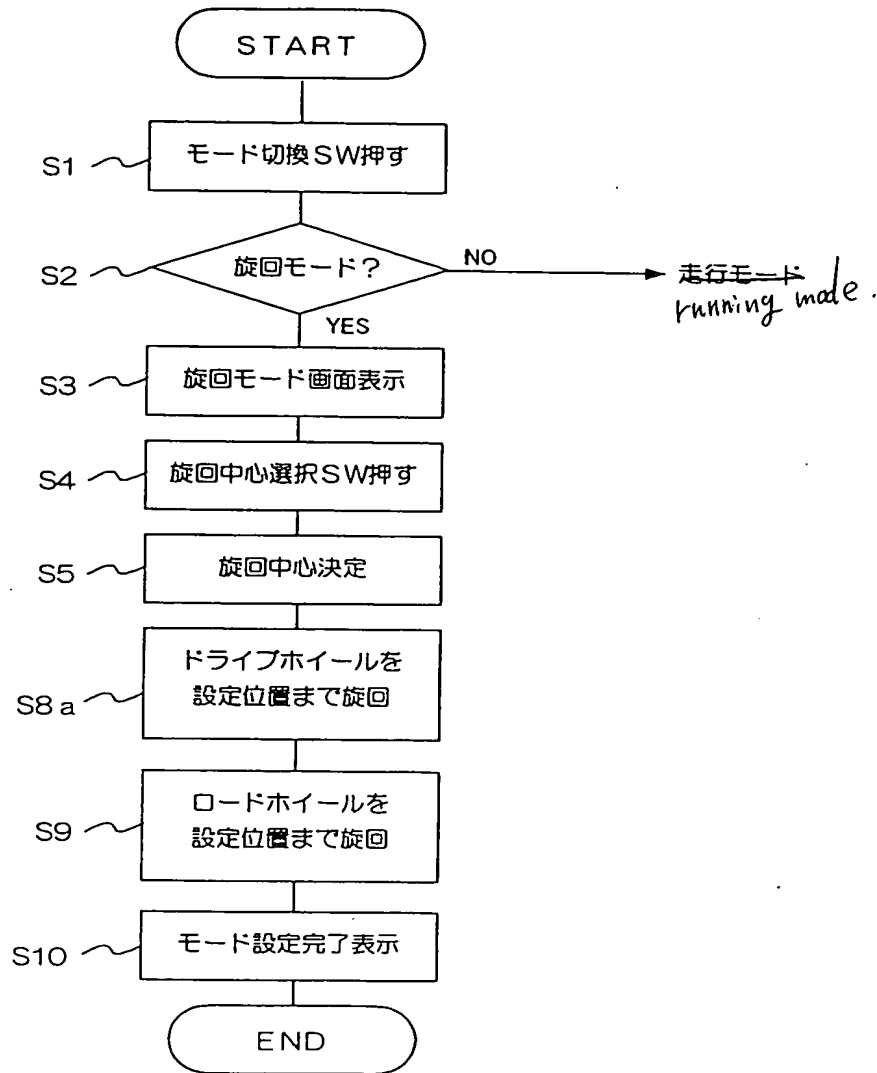 START
S1
モード切換SW押す
S2
旋回モード?
NO
走行モード
running mode.
YES
S3
旋回モード画面表示
S4
旋回中心選択SW押す
S5
旋回中心決定
S8a
ドライブホイールを
設定位置まで旋回
S9
ロードホイールを
設定位置まで旋回
S10
モード設定完了表示
END